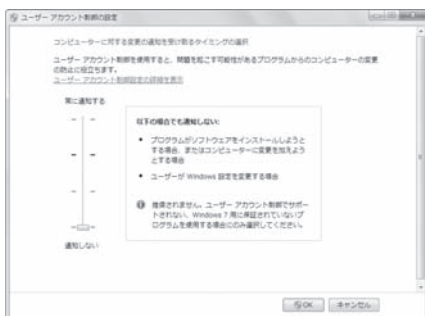 ユーザー アカウント制御の設定
コンピューターに対する変更の通知を受け取るタイミングの選択
ユーザー アカウント制御を使用すると、問題を起こす可能性があるプログラムからのコンピューターの変更
の防止に役立ちます。
ユーザー アカウント制御設定の詳細を表示
常に通知する
以下の場合でも通知しない:
• プログラムがソフトウェアをインストールしようと
する場合、またはコンピューターに変更を加えよう
とする場合
• ユーザーが Windows 設定を変更する場合
推奨されません。ユーザー アカウント制御でサポー
トされない、Windows 7 用に保証されていないプ
ログラムを使用する場合にのみ選択してください。
通知しない
OK
キャンセル